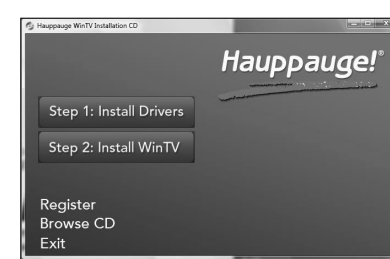 Hauppauge WinTV Installation CD
Hauppauge!®
Step 1: Install Drivers
Step 2: Install WinTV
Register
Browse CD
Exit